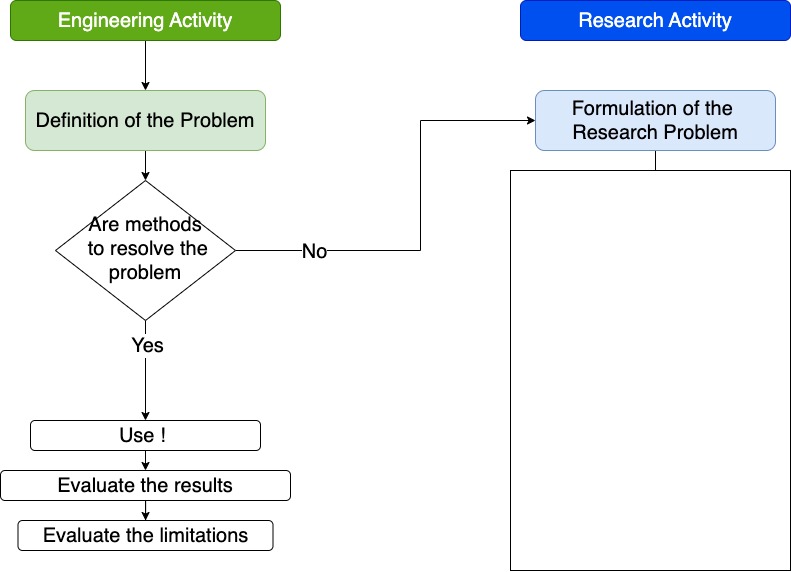 Engineering Activity
Research Activity
Definition of the Problem
Formulation of the
Research Problem
Are methods
to resolve the
problem
No
Yes
Use !
Evaluate the results
Evaluate the limitations